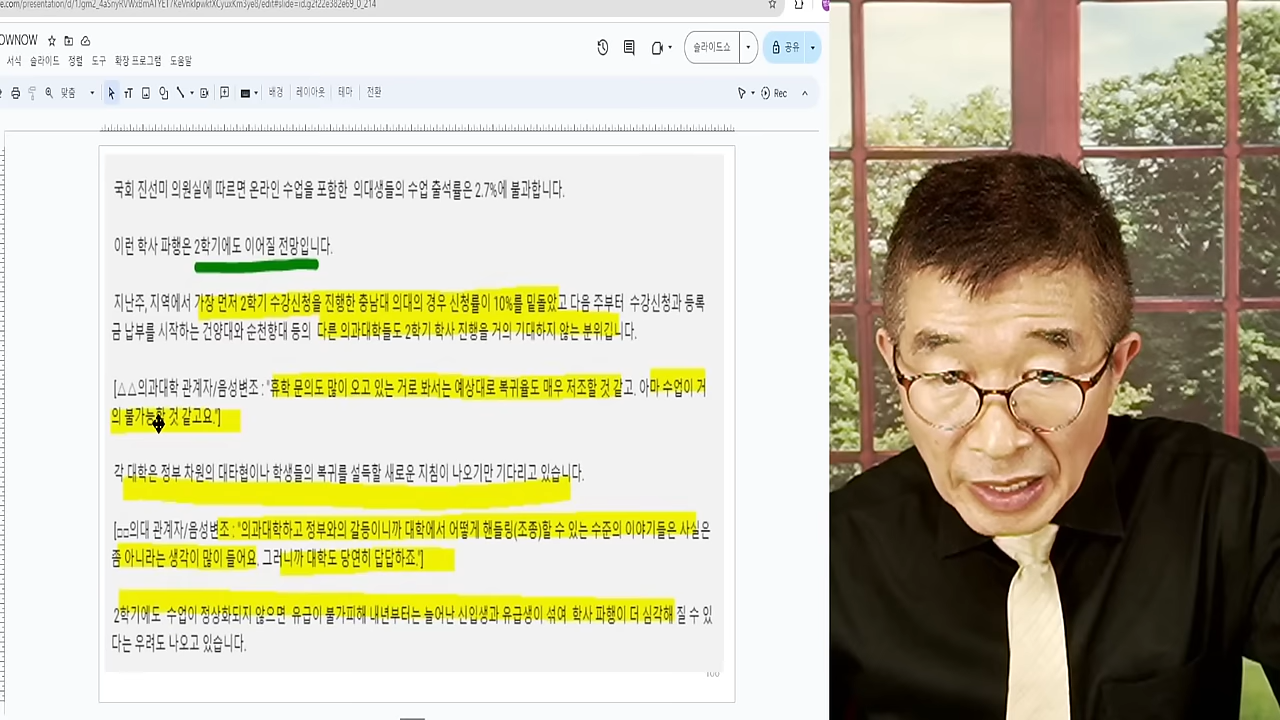 OWNOW
서식 슬라이드 정렬 도구 확장 프로그램 도움말
슬라이드쇼
공유
맞춤
배경 레이아웃 테마 전환
Rec
국회 진선미 의원실에 따르면 온라인 수업을 포함한 의대생들의 수업 출석률은 2.7%에 불과합니다.
이런 학사 파행은 2학기에도 이어질 전망입니다.
지난주, 지역에서 가장 먼저 2학기 수강신청을 진행한 충남대 의대의 경우 신청률이 10%를 밑돌았고 다음 주부터 수강신청과 등록
금 납부를 시작하는 건양대와 순천향대 등의 다른 의과대학들도 2학기 학사 진행을 거의 기대하지 않는 분위깁니다.
[△△의과대학 관계자/음성변조 : "휴학 문의도 많이 오고 있는 거로 봐서는 예상대로 복귀율도 매우 저조할 것 같고. 아마 수업이 거
의 불가능할 것 같고요."]
각 대학은 정부 차원의 대타협이나 학생들의 복귀를 설득할 새로운 지침이 나오기만 기다리고 있습니다.
[□□의대 관계자/음성변조 : "의과대학하고 정부와의 갈등이니까 대학에서 어떻게 핸들링(조종)할 수 있는 수준의 이야기들은 사실은
좀 아니라는 생각이 많이 들어요. 그러니까 대학도 당연히 답답하죠."]
2학기에도 수업이 정상화되지 않으면 유급이 불가피해 내년부터는 늘어난 신입생과 유급생이 섞여 학사 파행이 더 심각해 질 수 있
다는 우려도 나오고 있습니다.